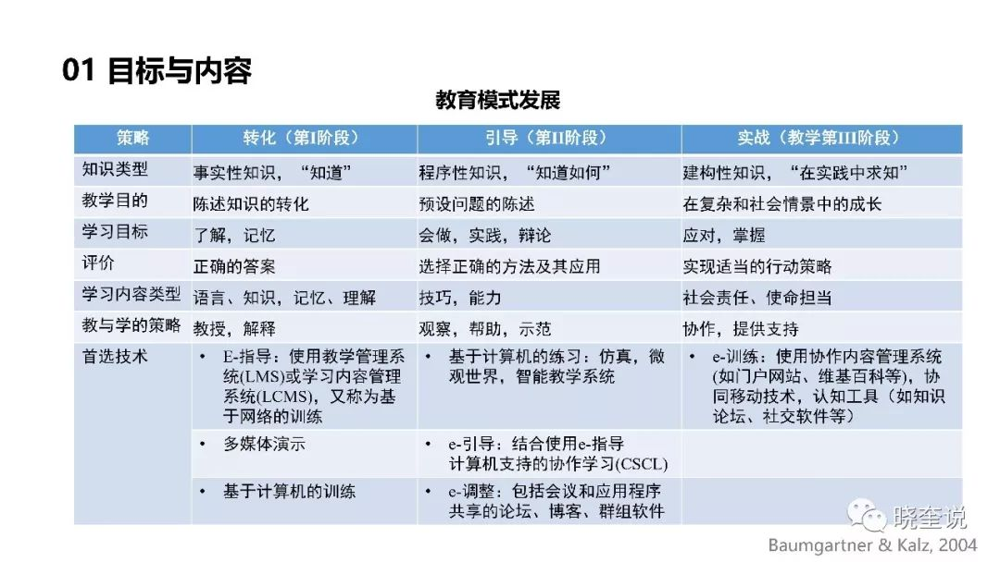 01 目标与内容
教育模式发展
策略 转化（第I阶段） 引导（第II阶段） 实战（教学第III阶段）
知识类型 事实性知识，“知道” 程序性知识，“知道如何” 建构性知识，“在实践中求知”
教学目的 陈述知识的转化 预设问题的陈述 在复杂和社会情景中的成长
学习目标 了解，记忆 会做，实践，辩论 应对，掌握
评价 正确的答案 选择正确的方法及其应用 实现适当的行动策略
学习内容类型 语言、知识，记忆、理解 技巧，能力 社会责任、使命担当
教与学的策略 教授，解释 观察，帮助，示范 协作，提供支持
首选技术
• E-指导：使用教学管理系
统(LMS)或学习内容管理
系统(LCMS)，又称为基
于网络的训练
• 基于计算机的练习：仿真，微
观世界，智能教学系统
• e-训练：使用协作内容管理系统
(如门户网站、维基百科等)，协
同移动技术，认知工具（如知识
论坛、社交软件等）
• 多媒体演示
• e-引导：结合使用e-指导
计算机支持的协作学习(CSCL)
• 基于计算机的训练
• e-调整：包括会议和应用程序
共享的论坛、博客、群组软件
晓奎说
Baumgartner & Kalz, 2004